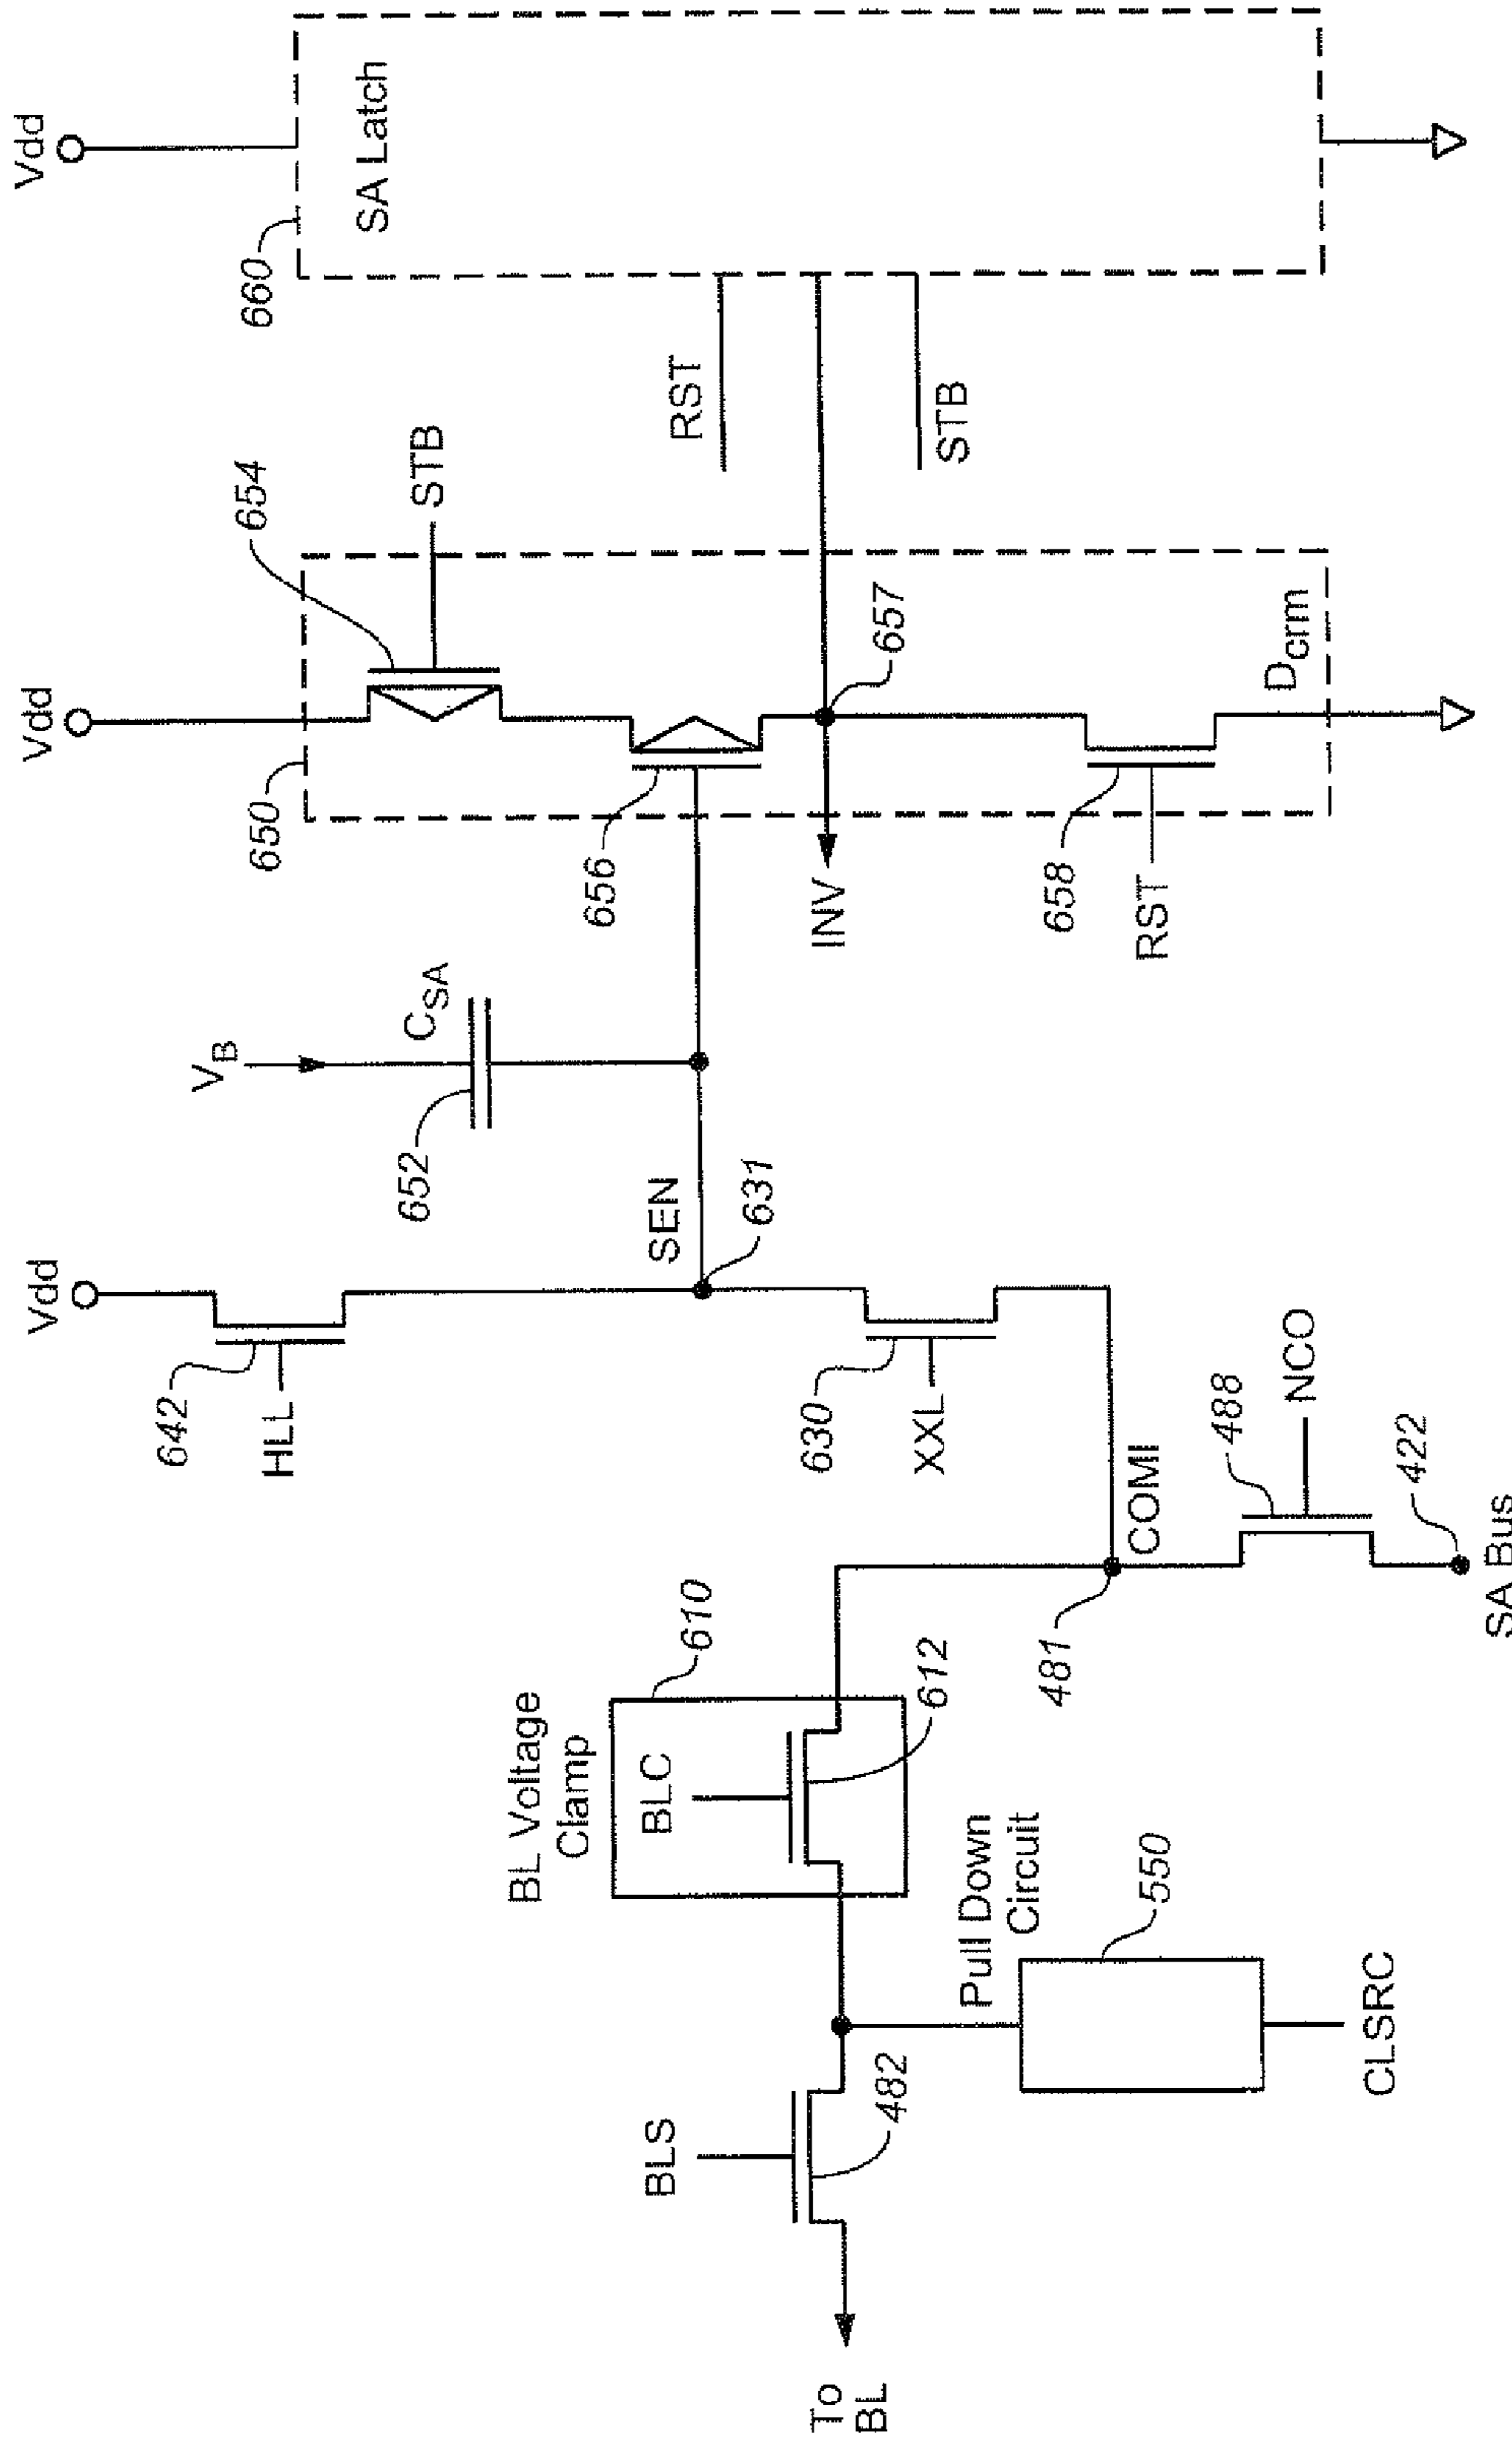 Vdd
660
SA Latch
Vdd
654
STB
650
RST
STB
656
657
INV
658
RST
Dcrm
VB
CSA
652
Vdd
642
HLL
SEN
631
630
XXL
COMI
481
488
NCO
422
SA Bus
BL Voltage
Clamp
610
BLC
612
BLS
482
Pull Down
Circuit
550
CLSRC
To
BL